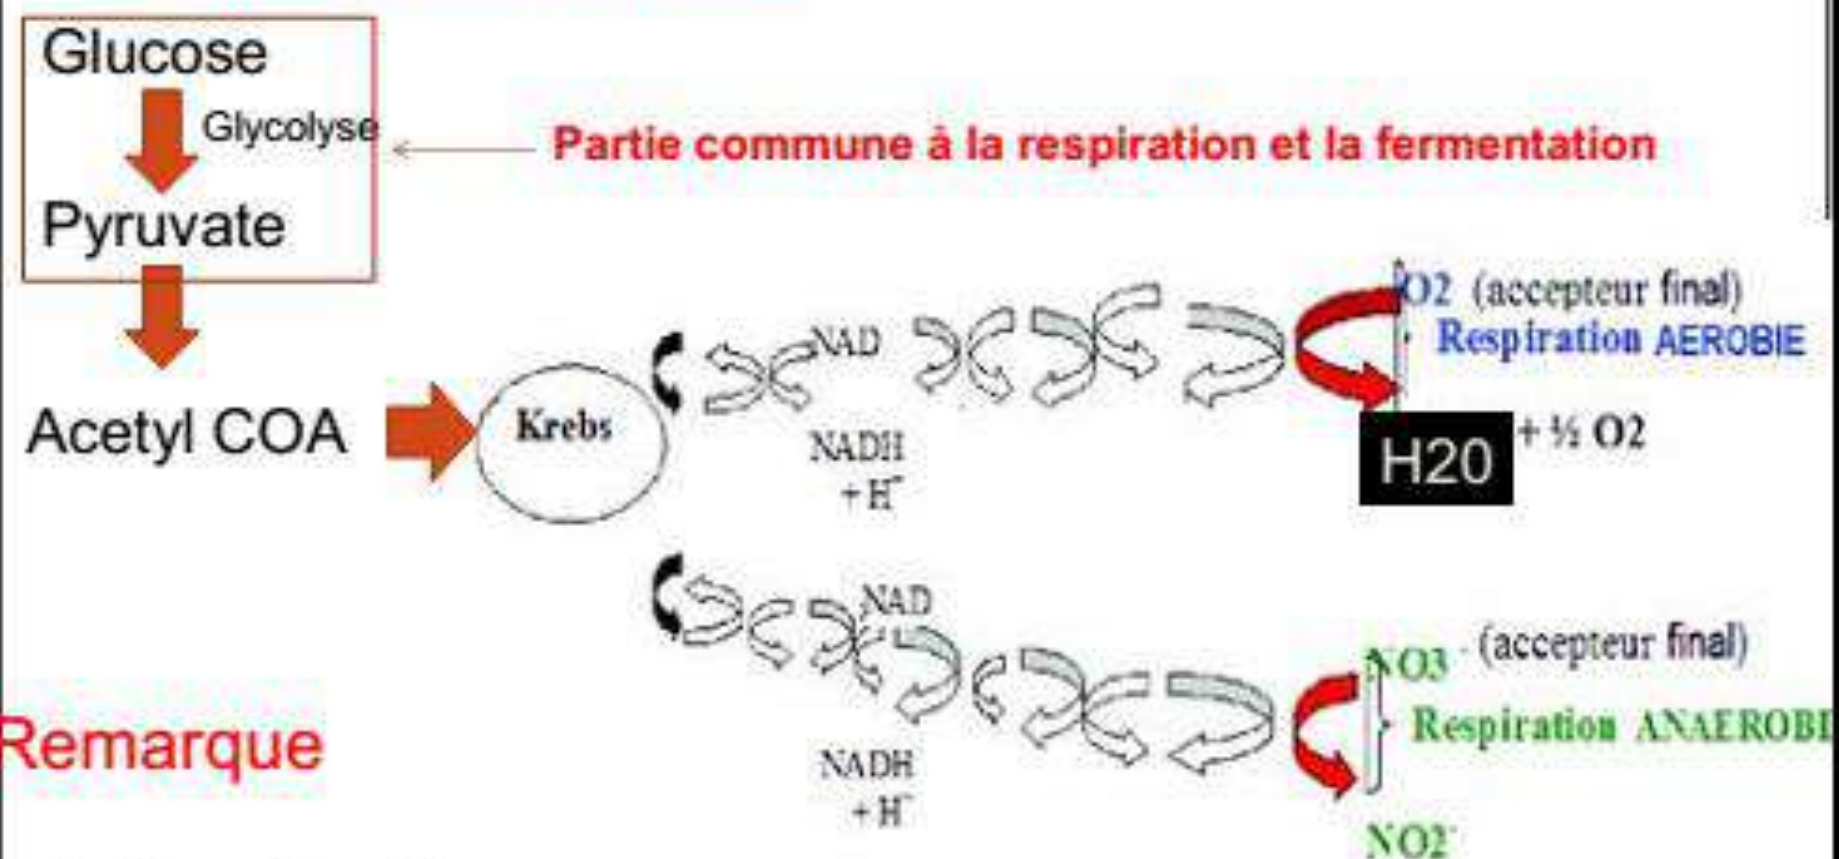 Glucose
Glycolyse
Partie commune à la respiration et la fermentation
Pyruvate
O2 (accepteur final)
Respiration AEROBIE
NAD
Acetyl COA
Krebs
NADH
+ H⁻
H20 + ½ O2
NAD
NO3⁻ (accepteur final)
Respiration ANAEROBI
Remarque
NADH
+ H⁻
NO2⁻